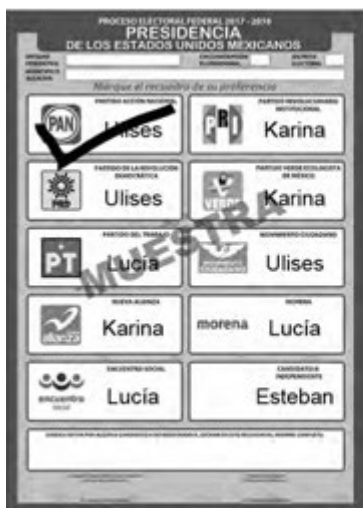 PROCESO ELECTORAL FEDERAL 2017 - 2018
PRESIDENCIA
DE LOS ESTADOS UNIDOS MEXICANOS
Marque el recuadro de su preferencia
PARTIDO ACCIÓN NACIONAL
PAN
Ulises
PARTIDO REVOLUCIONARIO
INSTITUCIONAL
PRI
Karina
PARTIDO DE LA REVOLUCIÓN
DEMOCRÁTICA
PRD
Ulises
PARTIDO VERDE ECOLOGISTA
DE MÉXICO
VERDE
Karina
PARTIDO DEL TRABAJO
PT
Lucía
MOVIMIENTO CIUDADANO
Ulises
NUEVA ALIANZA
Karina
MORENA
morena
Lucía
ENCUENTRO SOCIAL
encuentro
social
Lucía
CANDIDATO/A
INDEPENDIENTE
Esteban
MUESTRA